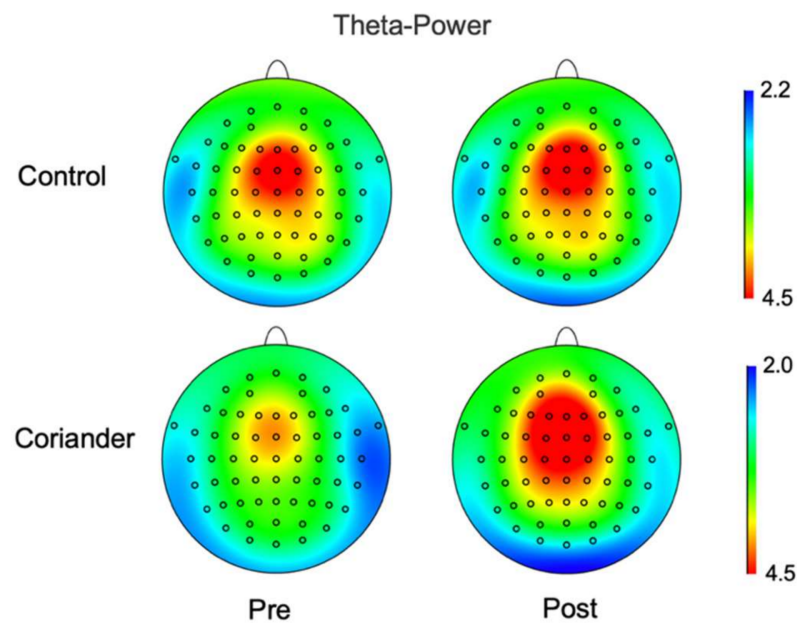 Theta-Power
Control
2.2
4.5
Coriander
2.0
4.5
Pre
Post